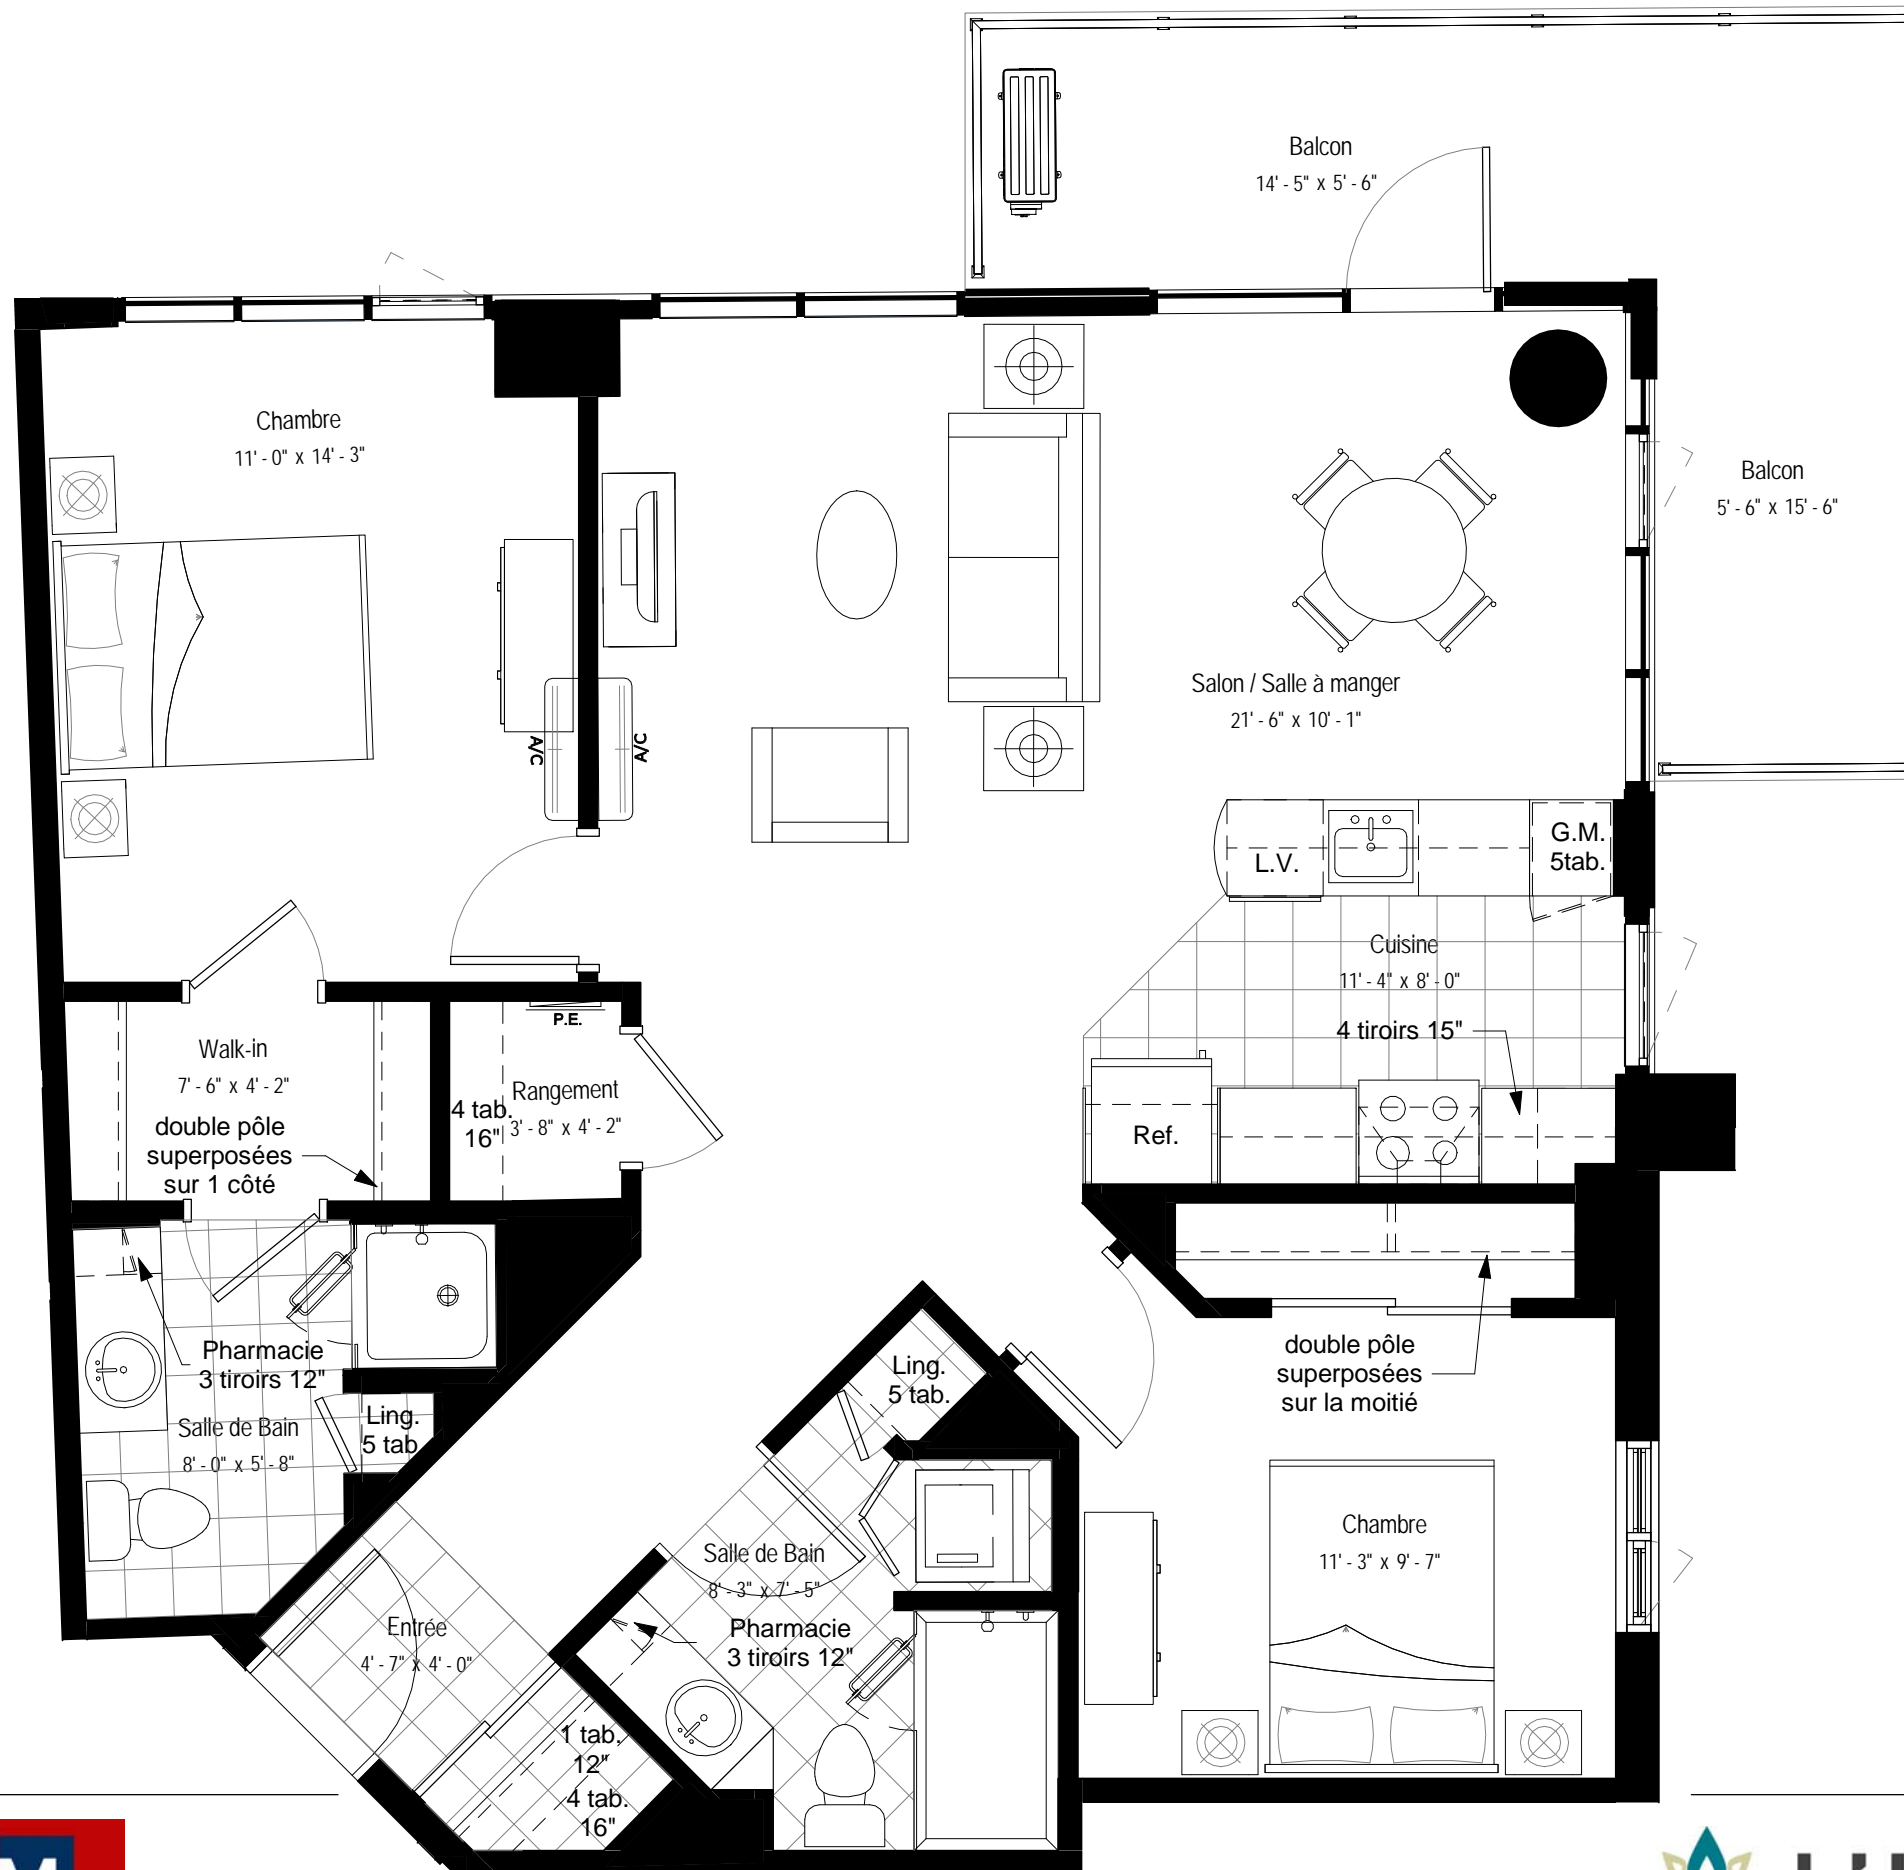 Balcon
14' - 5" x 5' - 6"
Chambre
11' - 0" x 14' - 3"
Balcon
5' - 6" x 15' - 6"
Salon / Salle à manger
21' - 6" x 10' - 1"
A/C
A/C
L.V.
G.M.
5tab.
Cuisine
11' - 4" x 8' - 0"
4 tiroirs 15"
Ref.
P.E.
Walk-in
7' - 6" x 4' - 2"
double pôle
superposées
sur 1 côté
Rangement
3' - 8" x 4' - 2"
4 tab.
16"
Pharmacie
3 tiroirs 12"
Salle de Bain
8' - 0" x 5' - 8"
Ling.
5 tab
Ling.
5 tab.
double pôle
superposées
sur la moitié
Chambre
11' - 3" x 9' - 7"
Salle de Bain
8' - 3" x 7' - 5"
Pharmacie
3 tiroirs 12"
Entrée
4' - 7" x 4' - 0"
1 tab.
12"
4 tab.
16"